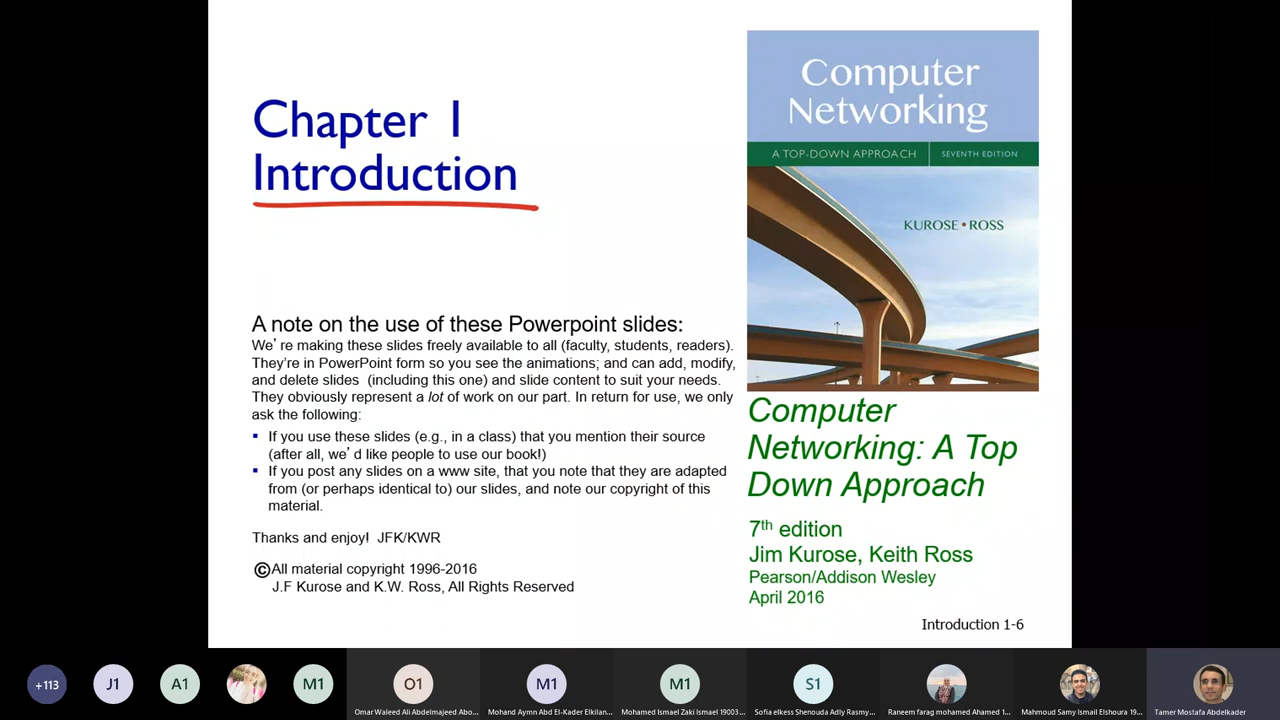 Chapter 1
Introduction
Computer
Networking
A TOP-DOWN APPROACH
SEVENTH EDITION
KUROSE • ROSS
A note on the use of these Powerpoint slides:
We're making these slides freely available to all (faculty, students, readers).
They're in PowerPoint form so you see the animations; and can add, modify,
and delete slides (including this one) and slide content to suit your needs.
They obviously represent a lot of work on our part. In return for use, we only
ask the following:
▪ If you use these slides (e.g., in a class) that you mention their source
(after all, we'd like people to use our book!)
▪ If you post any slides on a www site, that you note that they are adapted
from (or perhaps identical to) our slides, and note our copyright of this
material.
Thanks and enjoy! JFK/KWR
©All material copyright 1996-2016
J.F Kurose and K.W. Ross, All Rights Reserved
Computer
Networking: A Top
Down Approach
7th edition
Jim Kurose, Keith Ross
Pearson/Addison Wesley
April 2016
Introduction 1-6
+113
J1
A1
M1
O1
M1
M1
S1
Omar Waleed Ali Abdelmajeed Abo...
Mohand Aymn Abd El-Kader Elkilan...
Mohamed Ismael Zaki Ismael 19003...
Sofia elkess Shenouda Adly Rasmy...
Raneem farag mohamed Ahamed 1...
Mahmoud Samy Ismail Elshoura 19...
Tamer Mostafa Abdelkader